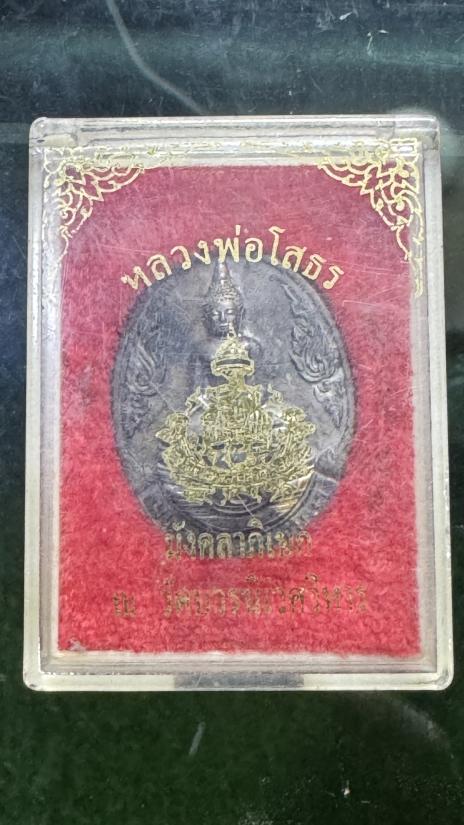 หลวงพ่อโสธร
มังคลาภิเษก
ณ วัดบวรนิเวศวิหาร